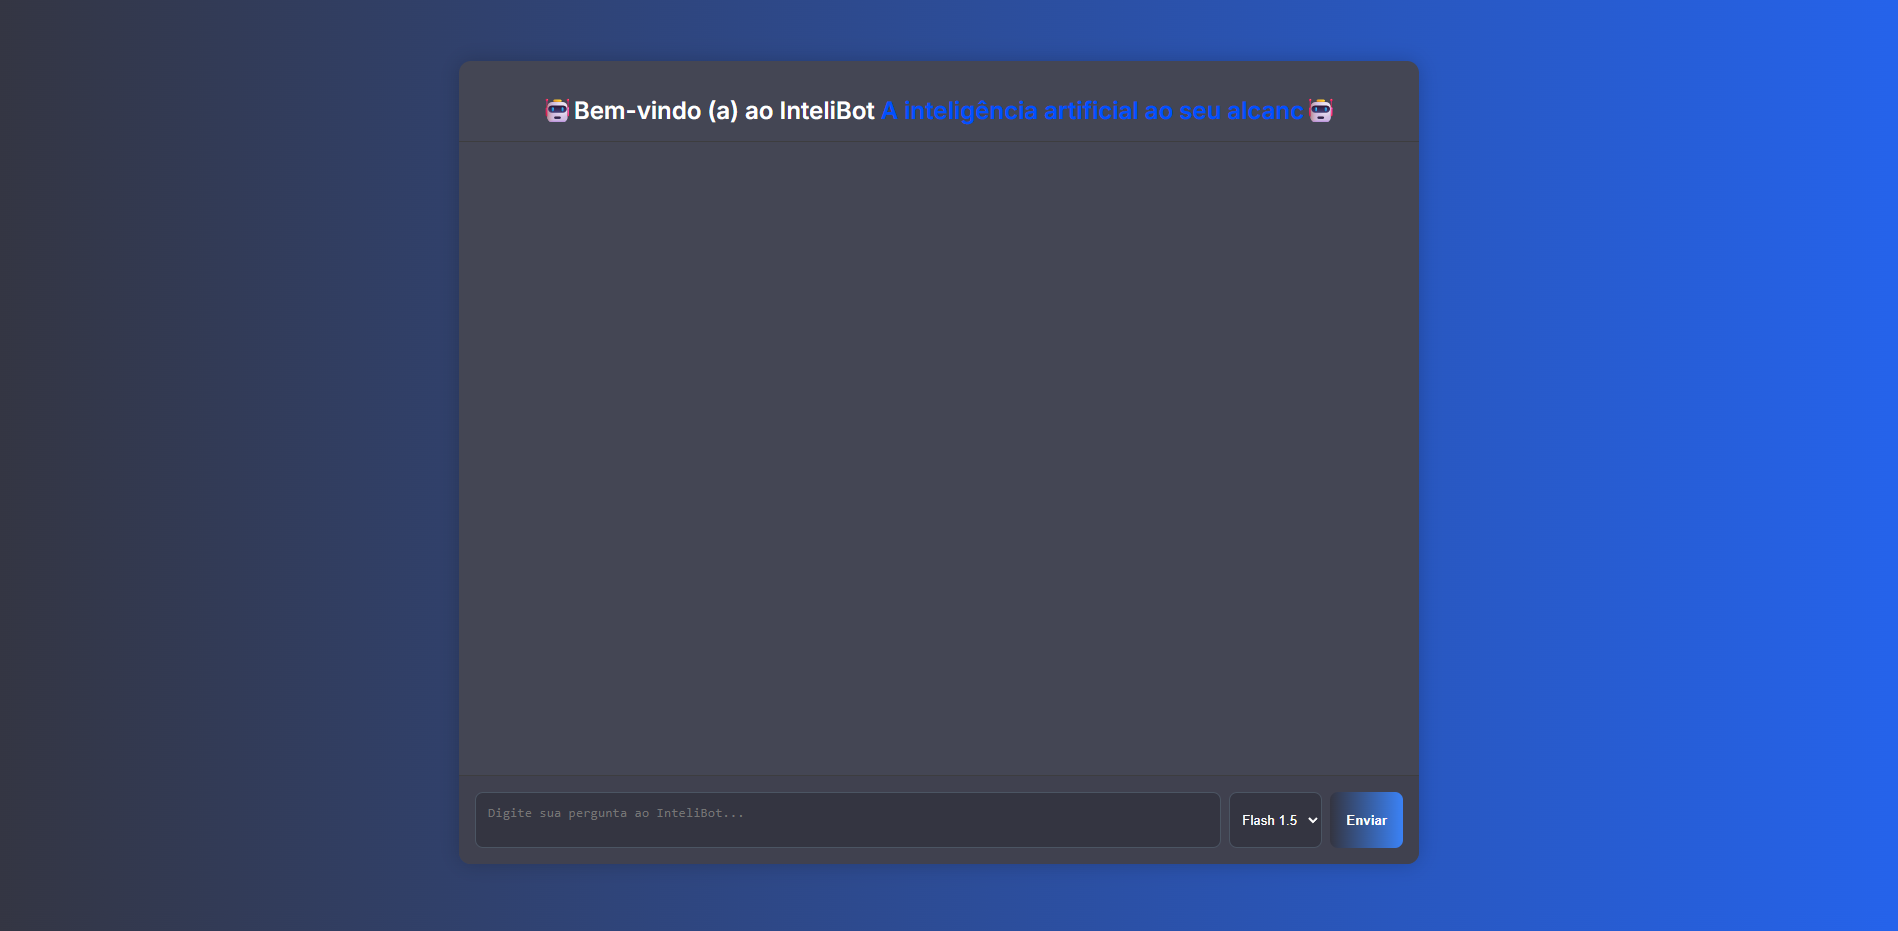 Bem-vindo (a) ao InteliBot A inteligência artificial ao seu alcanc
Digite sua pergunta ao InteliBot...
Flash 1.5
Enviar